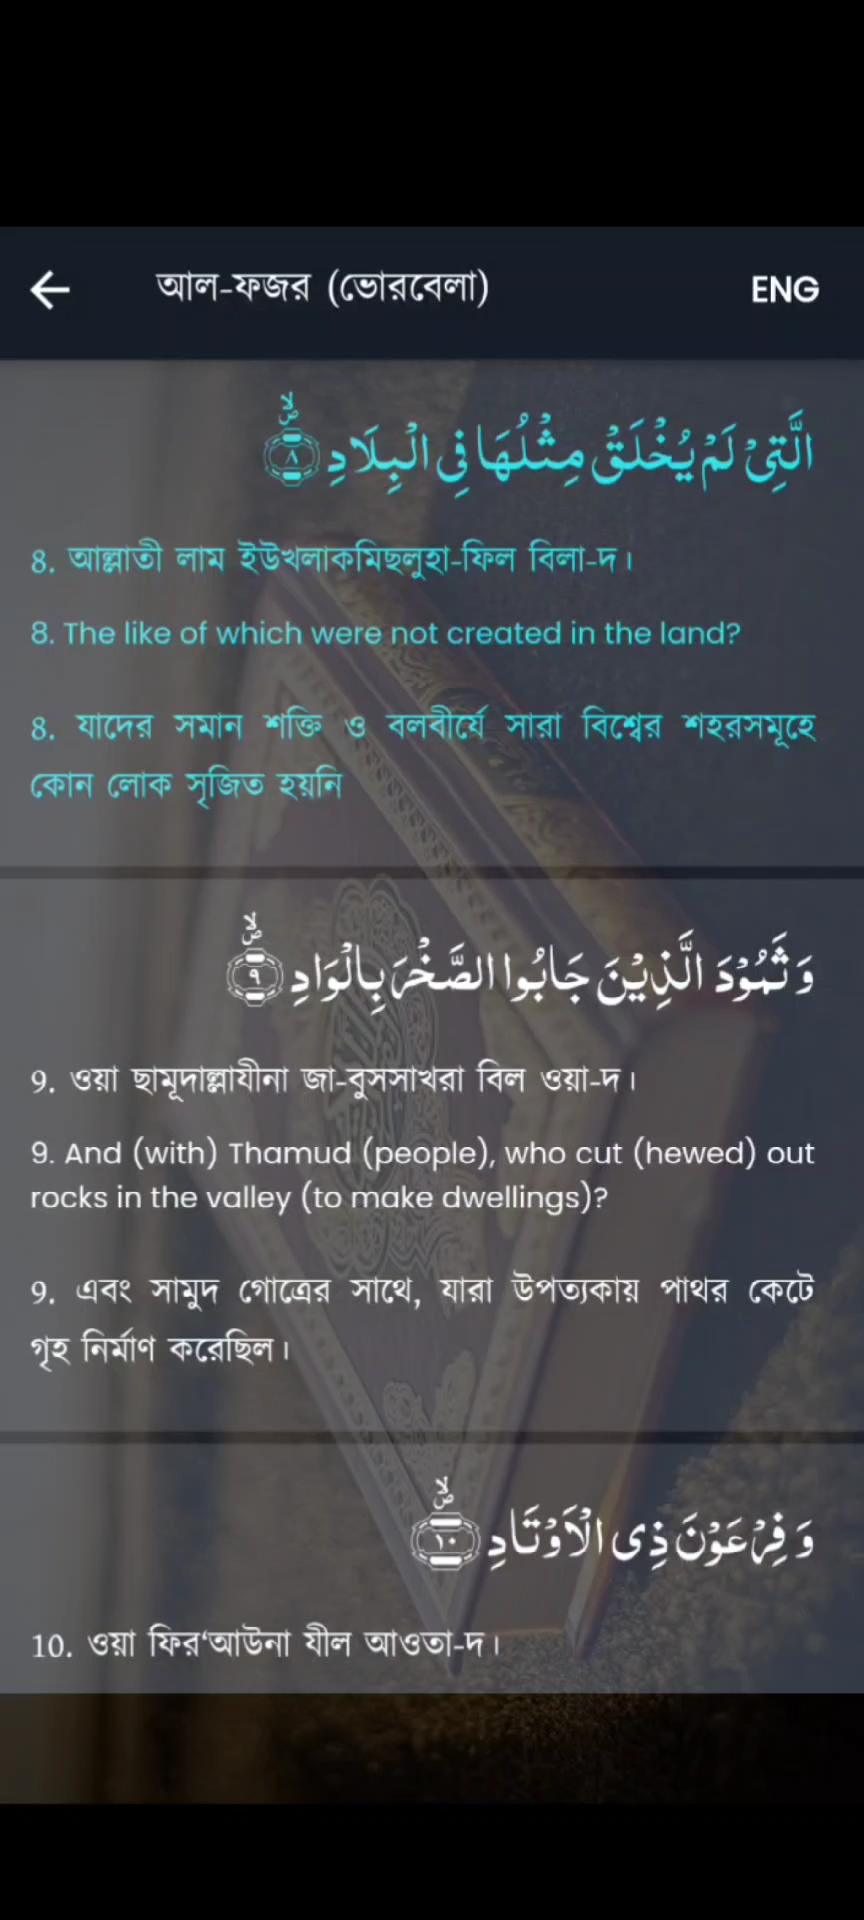 আল-ফজর (ভোরবেলা)
ENG
الَّتِيْ لَمْ يُخْلَقْ مِثْلُهَا فِي الْبِلَادِ ۙ۝٨
8. আল্লাতী লাম ইউখলাকমিছলুহা-ফিল বিলা-দ।
8. The like of which were not created in the land?
8. যাদের সমান শক্তি ও বলবীর্যে সারা বিশ্বের শহরসমূহে
কোন লোক সৃজিত হয়নি
وَثَمُوْدَ الَّذِيْنَ جَابُوا الصَّخْرَ بِالْوَادِ ۙ۝٩
9. ওয়া ছামূদাল্লাযীনা জা-বুসসাখরা বিল ওয়া-দ।
9. And (with) Thamud (people), who cut (hewed) out
rocks in the valley (to make dwellings)?
9. এবং সামুদ গোত্রের সাথে, যারা উপত্যকায় পাথর কেটে
গৃহ নির্মাণ করেছিল।
وَفِرْعَوْنَ ذِى الْاَوْتَادِ ۙ۝١٠
10. ওয়া ফির‘আউনা যীল আওতা-দ।